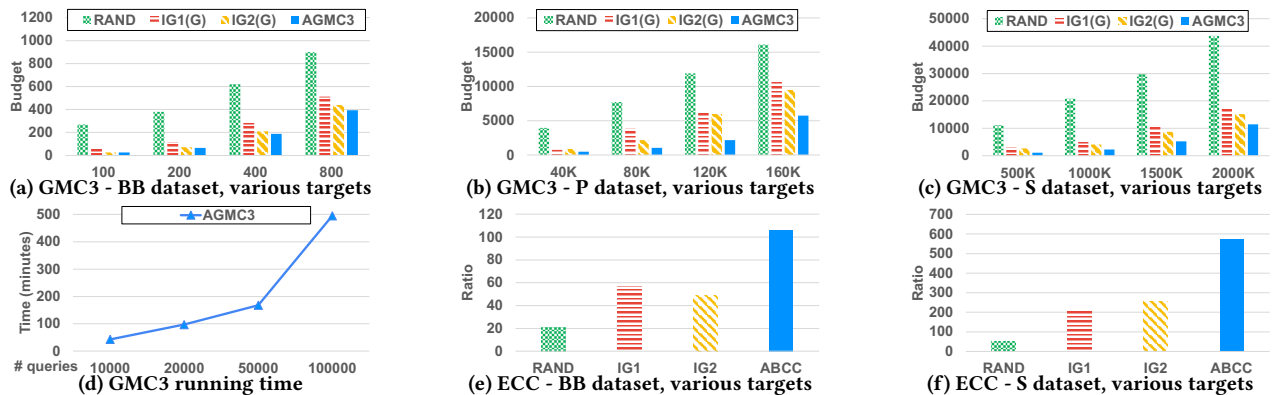 RAND IG1(G) IG2(G) AGMC3
1200
1000
800
600
400
200
0
Budget
100 200 400 800
(a) GMC3 - BB dataset, various targets
20000
15000
10000
5000
0
Budget
RAND IG1(G) IG2(G) AGMC3
40K 80K 120K 160K
(b) GMC3 - P dataset, various targets
50000
40000
30000
20000
10000
0
Budget
RAND IG1(G) IG2(G) AGMC3
500K 1000K 1500K 2000K
(c) GMC3 - S dataset, various targets
AGMC3
500
400
300
200
100
0
Time (minutes)
# queries 10000 20000 50000 100000
(d) GMC3 running time
120
100
80
60
40
20
0
Ratio
RAND IG1 IG2 ABCC
(e) ECC - BB dataset, various targets
700
600
500
400
300
200
100
0
Ratio
RAND IG1 IG2 ABCC
(f) ECC - S dataset, various targets